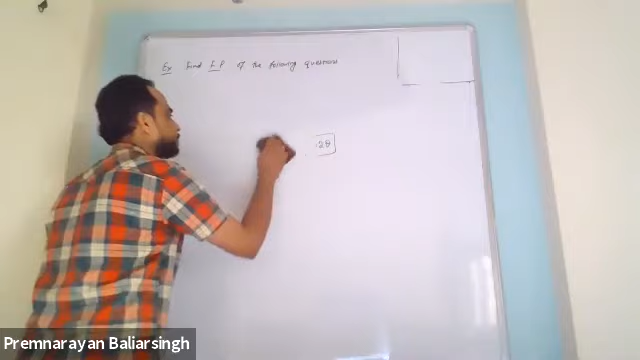 Ex Find E.P of the following questions
.28
Premnarayan Baliarsingh